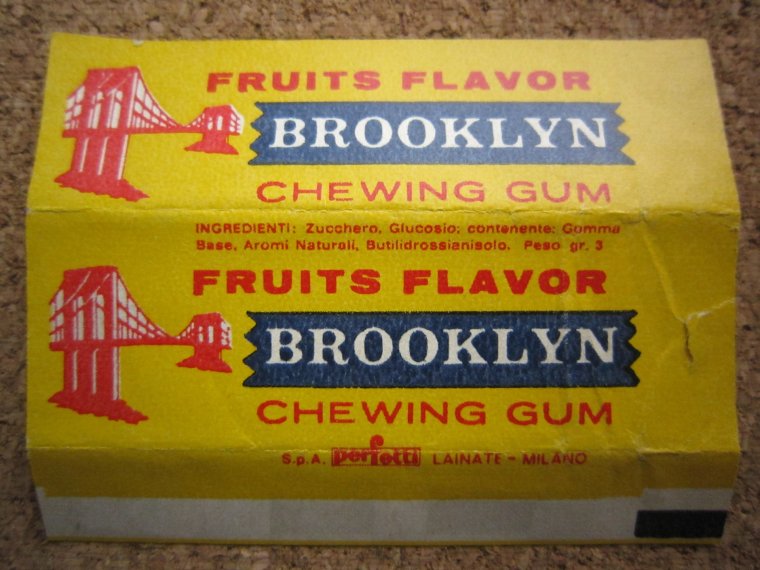 FRUITS FLAVOR
BROOKLYN
CHEWING GUM
INGREDIENTI: Zucchero, Glucosio; contenente: Gomma
Base, Aromi Naturali, Butilidrossianisolo. Peso gr. 3
FRUITS FLAVOR
BROOKLYN
CHEWING GUM
S.p.A. perfetti LAINATE - MILANO